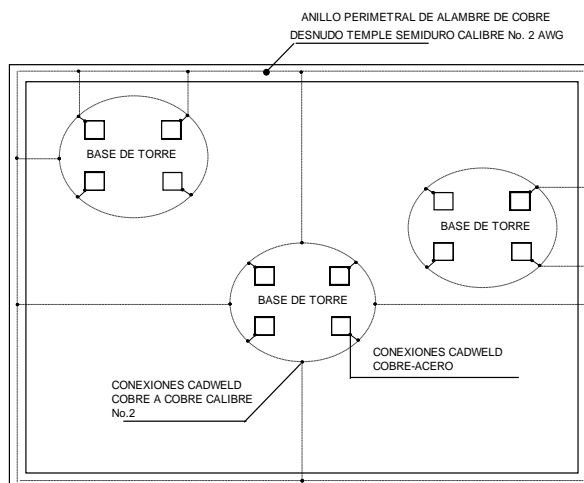 ANILLO PERIMETRAL DE ALAMBRE DE COBRE
DESNUDO TEMPLE SEMIDURO CALIBRE No. 2 AWG
BASE DE TORRE
BASE DE TORRE
BASE DE TORRE
CONEXIONES CADWELD
COBRE-ACERO
CONEXIONES CADWELD
COBRE A COBRE CALIBRE
No.2